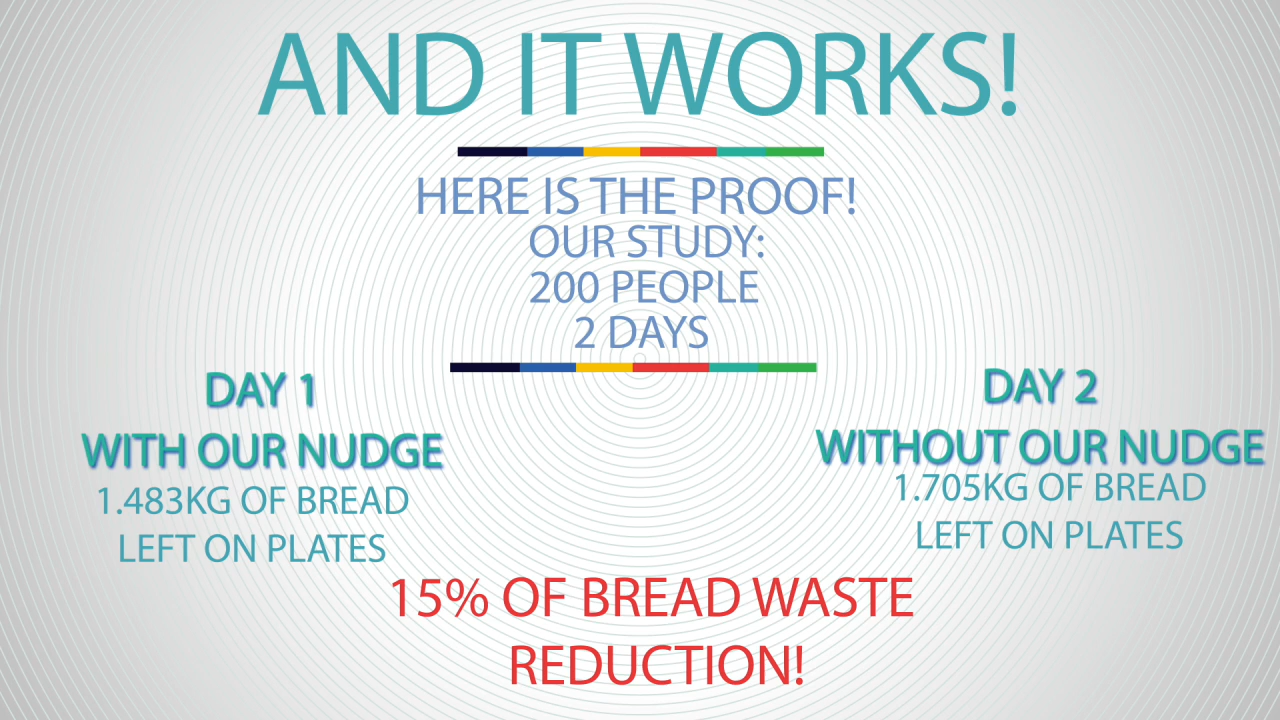 AND IT WORKS!
HERE IS THE PROOF!
OUR STUDY:
200 PEOPLE
2 DAYS
DAY 1
WITH OUR NUDGE
1.483KG OF BREAD
LEFT ON PLATES
DAY 2
WITHOUT OUR NUDGE
1.705KG OF BREAD
LEFT ON PLATES
15% OF BREAD WASTE
REDUCTION!